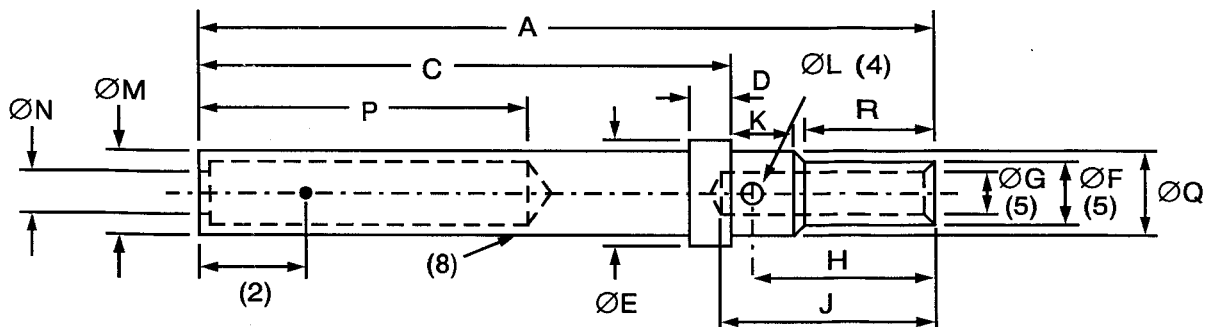 A
C
ØL (4)
D
ØM
P
K
R
ØN
ØG
(5)
ØF
(5)
ØQ
(8)
H
(2)
ØE
J